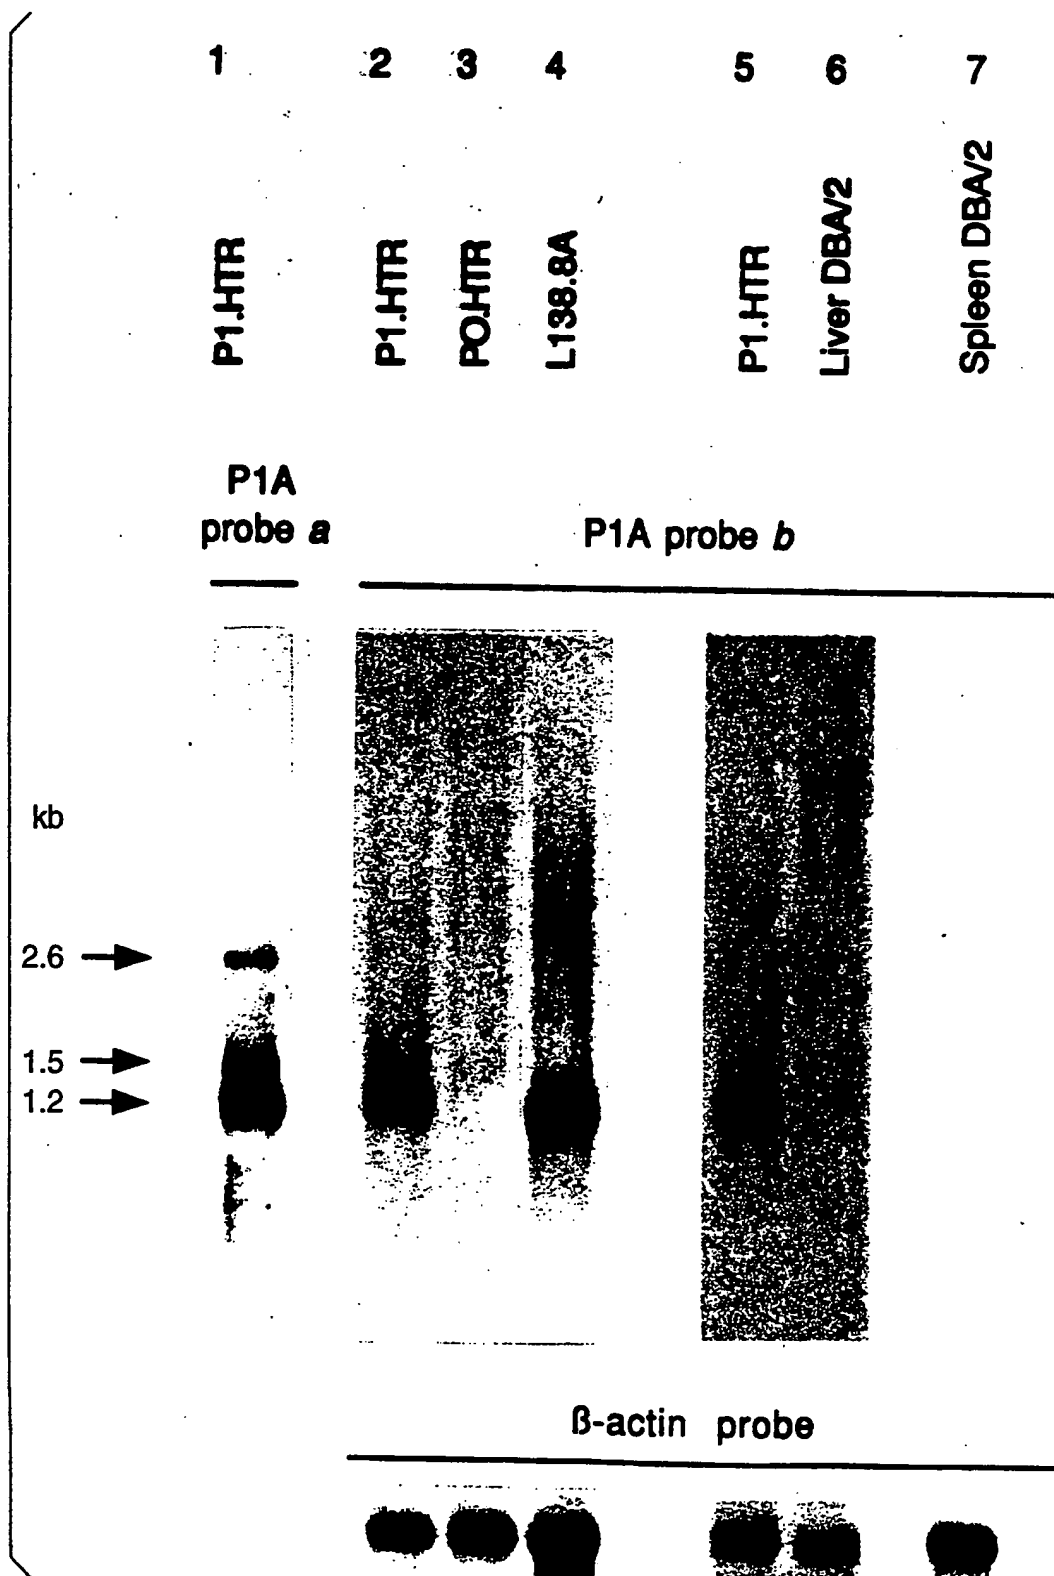 1 2 3 4 5 6 7
P1.HTR
P1.HTR
PO.HTR
L138.8A
P1.HTR
Liver DBA/2
Spleen DBA/2
P1A
probe a
P1A probe b
kb
2.6
1.5
1.2
ß-actin probe